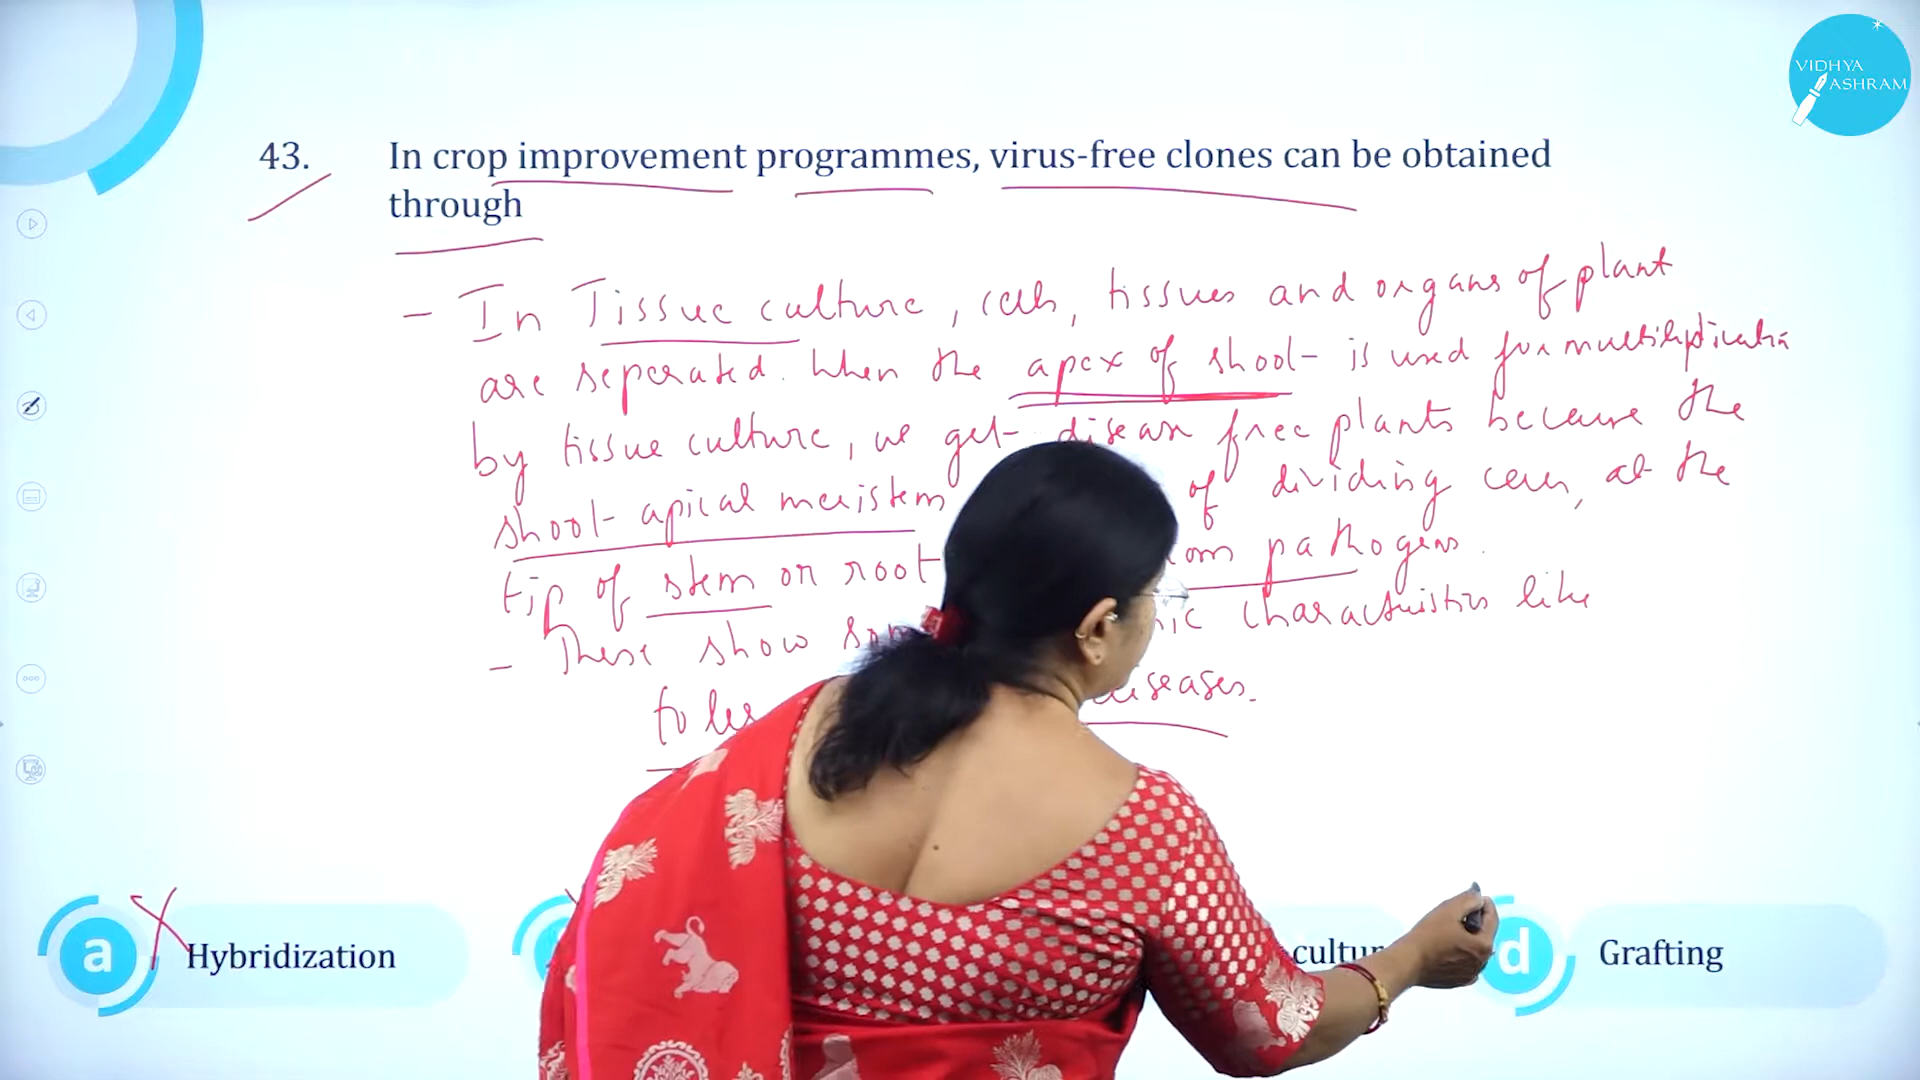 VIDHYA
ASHRAM
43. In crop improvement programmes, virus-free clones can be obtained
through
- In Tissue culture, cells, tissues and organs of plant
are seperated. When the apex of shoot is used for multiplication
by tissue culture, we get disease free plants because the
shoot apical meristem of dividing cells, at the
tip of stem or root pathogens.
- These show characteristics like
diseases.
a Hybridization
d Grafting